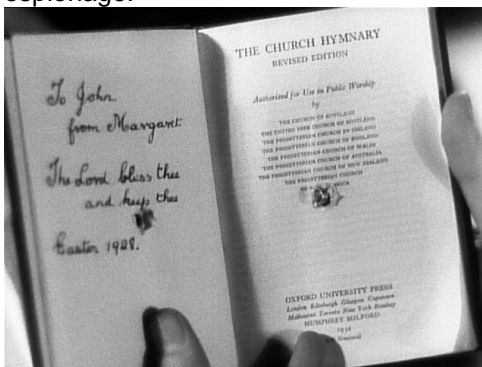 espionage.
To John
from Margaret
The Lord bless thee
and keep thee
Easter 1928.
THE CHURCH HYMNARY
REVISED EDITION
Authorized for Use in Public Worship
by
THE CHURCH OF SCOTLAND
THE UNITED FREE CHURCH OF SCOTLAND
THE PRESBYTERIAN CHURCH IN IRELAND
THE PRESBYTERIAN CHURCH OF ENGLAND
THE PRESBYTERIAN CHURCH OF WALES
THE PRESBYTERIAN CHURCH OF AUSTRALIA
THE PRESBYTERIAN CHURCH OF NEW ZEALAND
THE PRESBYTERIAN CHURCH
OXFORD UNIVERSITY PRESS
London Edinburgh Glasgow Capetown
Melbourne Toronto New York Bombay
HUMPHREY MILFORD